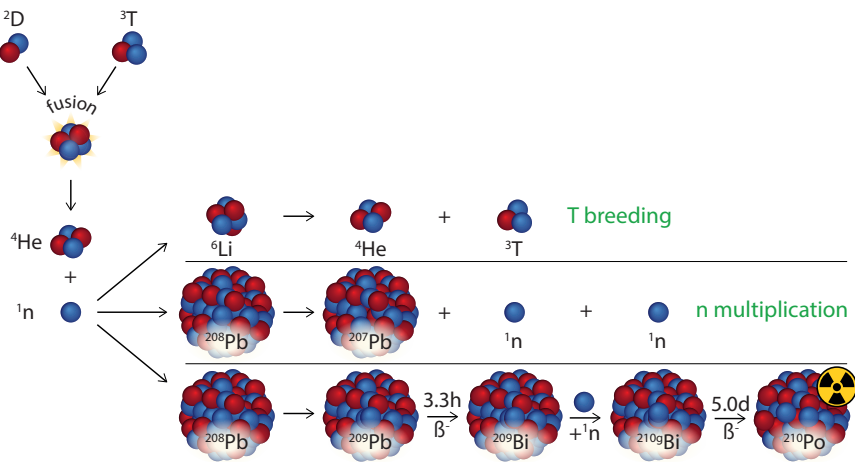 ²D ³T
fusion
⁴He
+
¹n
⁶Li ⁴He + ³T T breeding
²⁰⁸Pb ²⁰⁷Pb + ¹n + ¹n n multiplication
²⁰⁸Pb ²⁰⁹Pb 3.3h ß⁻ ²⁰⁹Bi +¹n ²¹⁰ᵍBi 5.0d ß⁻ ²¹⁰Po